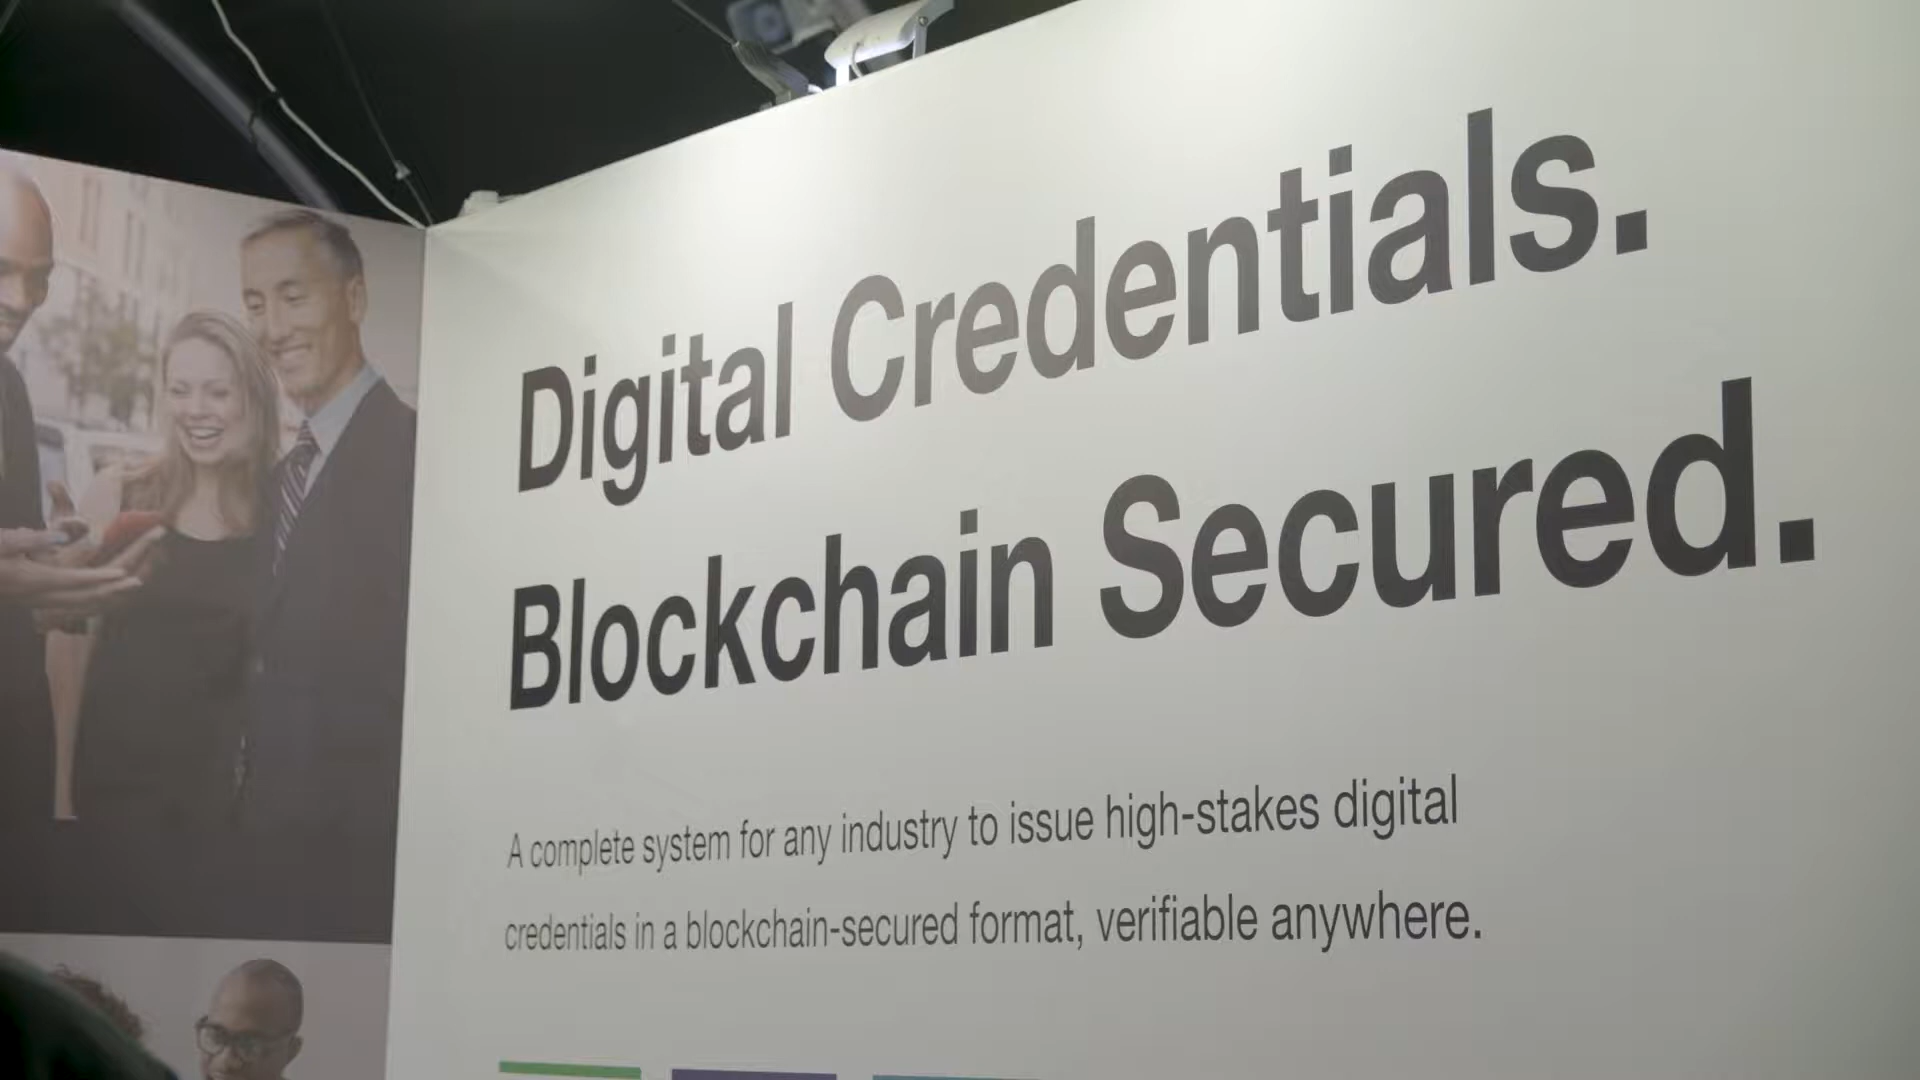 Digital Credentials.
Blockchain Secured.
A complete system for any industry to issue high-stakes digital
credentials in a blockchain-secured format, verifiable anywhere.